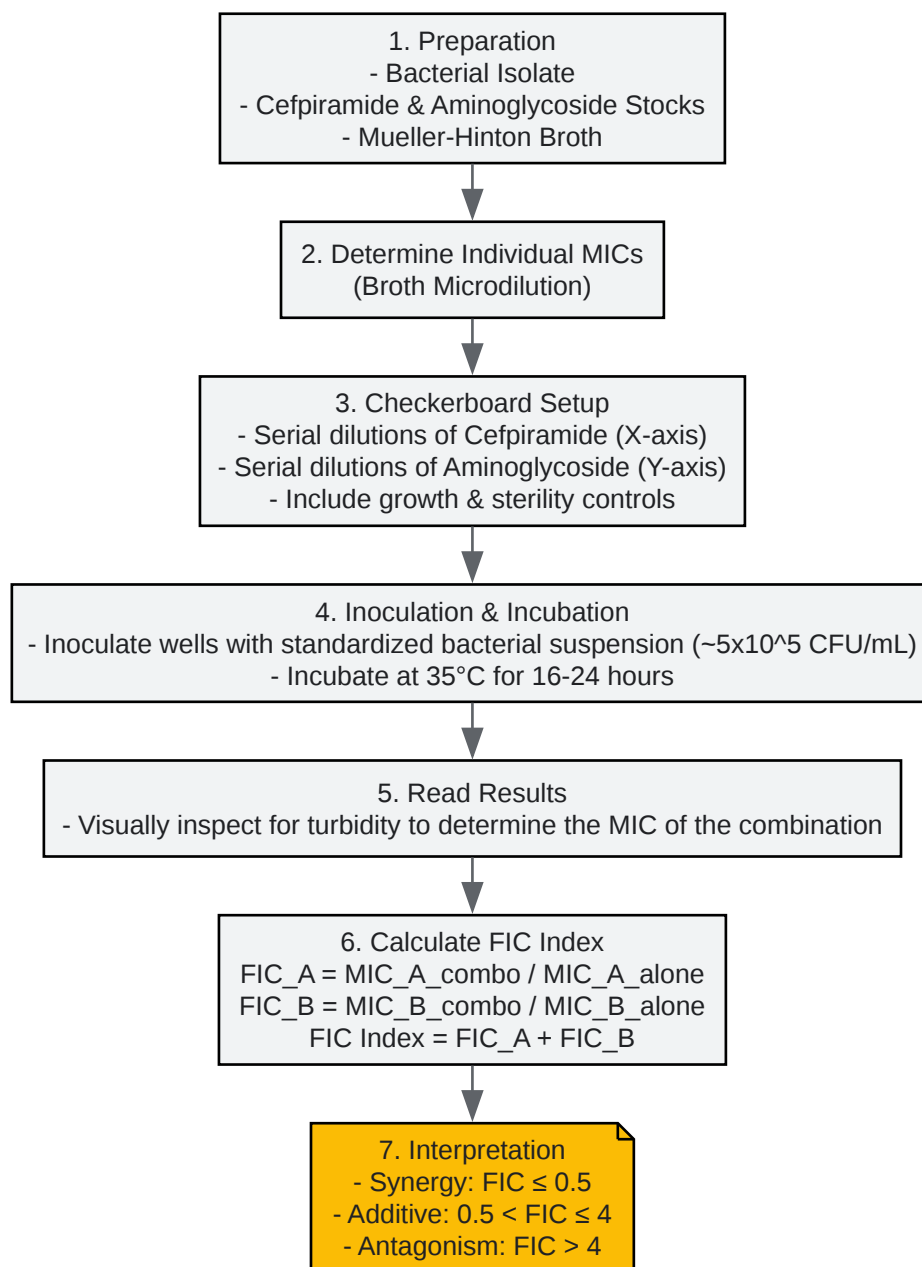 1. Preparation
- Bacterial Isolate
- Cefpiramide & Aminoglycoside Stocks
- Mueller-Hinton Broth
2. Determine Individual MICs
(Broth Microdilution)
3. Checkerboard Setup
- Serial dilutions of Cefpiramide (X-axis)
- Serial dilutions of Aminoglycoside (Y-axis)
- Include growth & sterility controls
4. Inoculation & Incubation
- Inoculate wells with standardized bacterial suspension (~5x10^5 CFU/mL)
- Incubate at 35°C for 16-24 hours
5. Read Results
- Visually inspect for turbidity to determine the MIC of the combination
6. Calculate FIC Index
FIC_A = MIC_A_combo / MIC_A_alone
FIC_B = MIC_B_combo / MIC_B_alone
FIC Index = FIC_A + FIC_B
7. Interpretation
- Synergy: FIC ≤ 0.5
- Additive: 0.5 < FIC ≤ 4
- Antagonism: FIC > 4